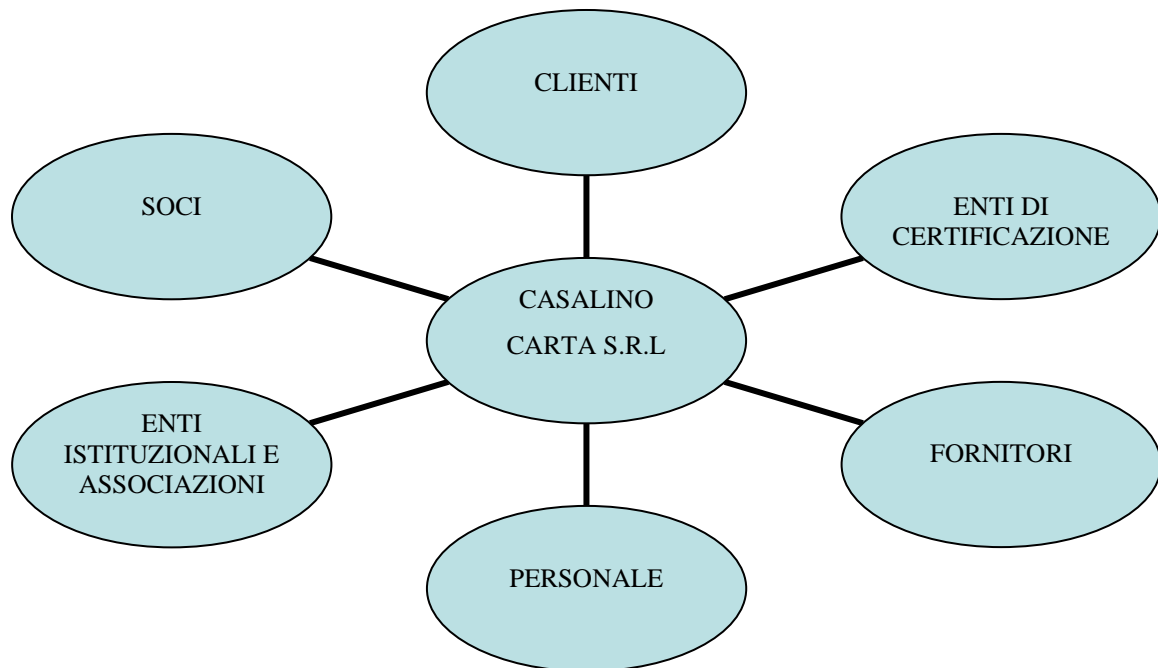 CLIENTI
SOCI
ENTI DI
CERTIFICAZIONE
CASALINO
CARTA S.R.L
ENTI
ISTITUZIONALI E
ASSOCIAZIONI
FORNITORI
PERSONALE